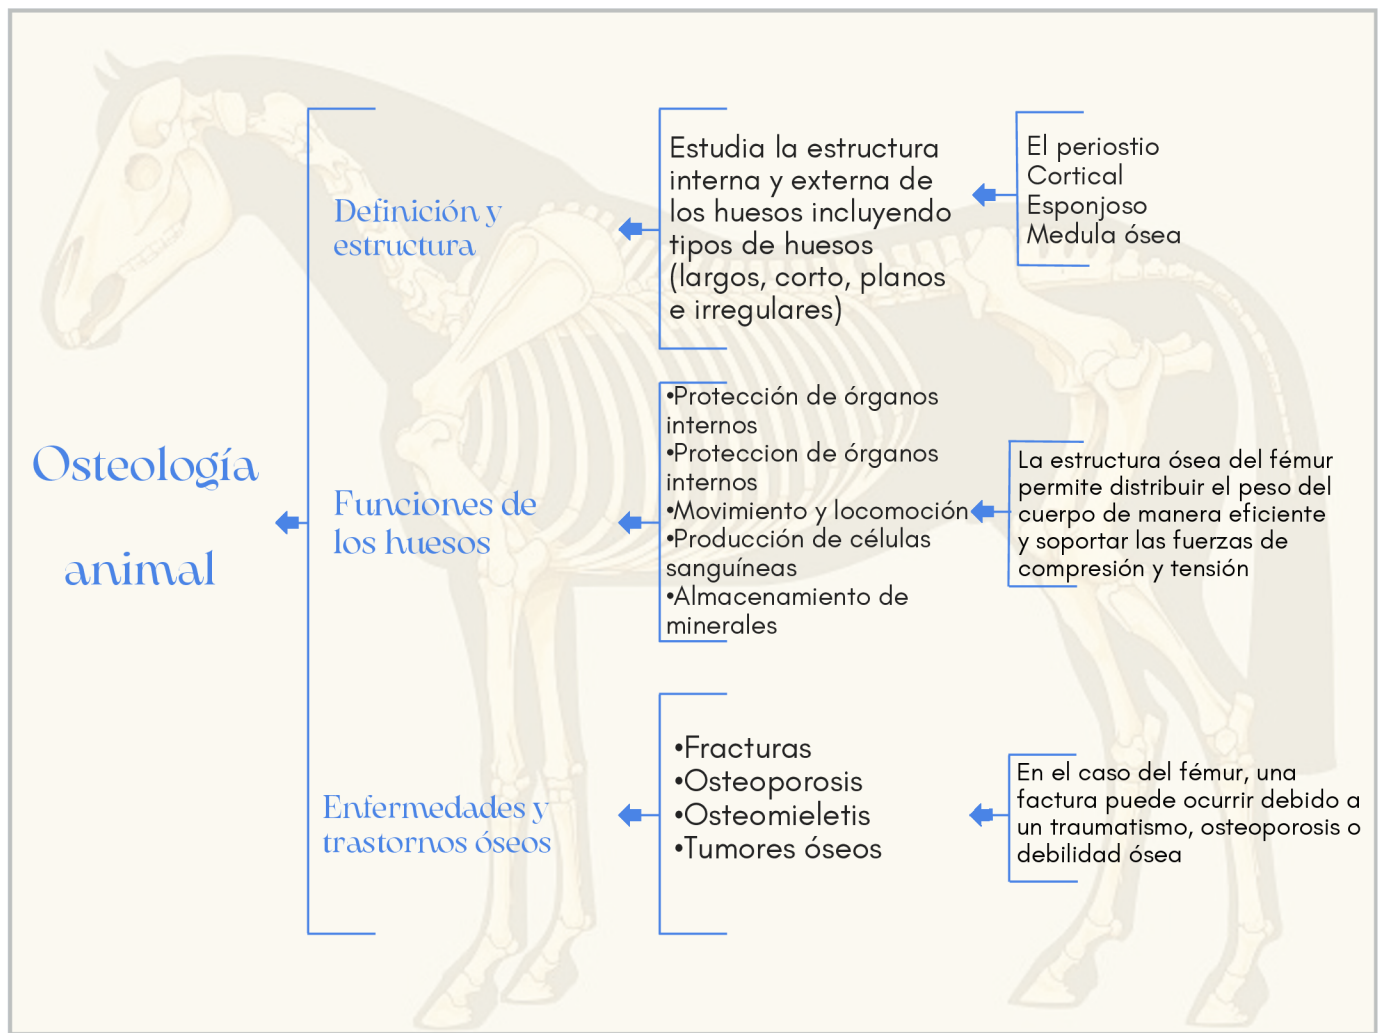 Osteología
animal
Definición y
estructura
Estudia la estructura
interna y externa de
los huesos incluyendo
tipos de huesos
(largos, corto, planos
e irregulares)
El periostio
Cortical
Esponjoso
Medula ósea
Funciones de
los huesos
•Protección de órganos
internos
•Proteccion de órganos
internos
•Movimiento y locomoción
•Producción de células
sanguíneas
•Almacenamiento de
minerales
La estructura ósea del fémur
permite distribuir el peso del
cuerpo de manera eficiente
y soportar las fuerzas de
compresión y tensión
Enfermedades y
trastornos óseos
•Fracturas
•Osteoporosis
•Osteomieletis
•Tumores óseos
En el caso del fémur, una
factura puede ocurrir debido a
un traumatismo, osteoporosis o
debilidad ósea